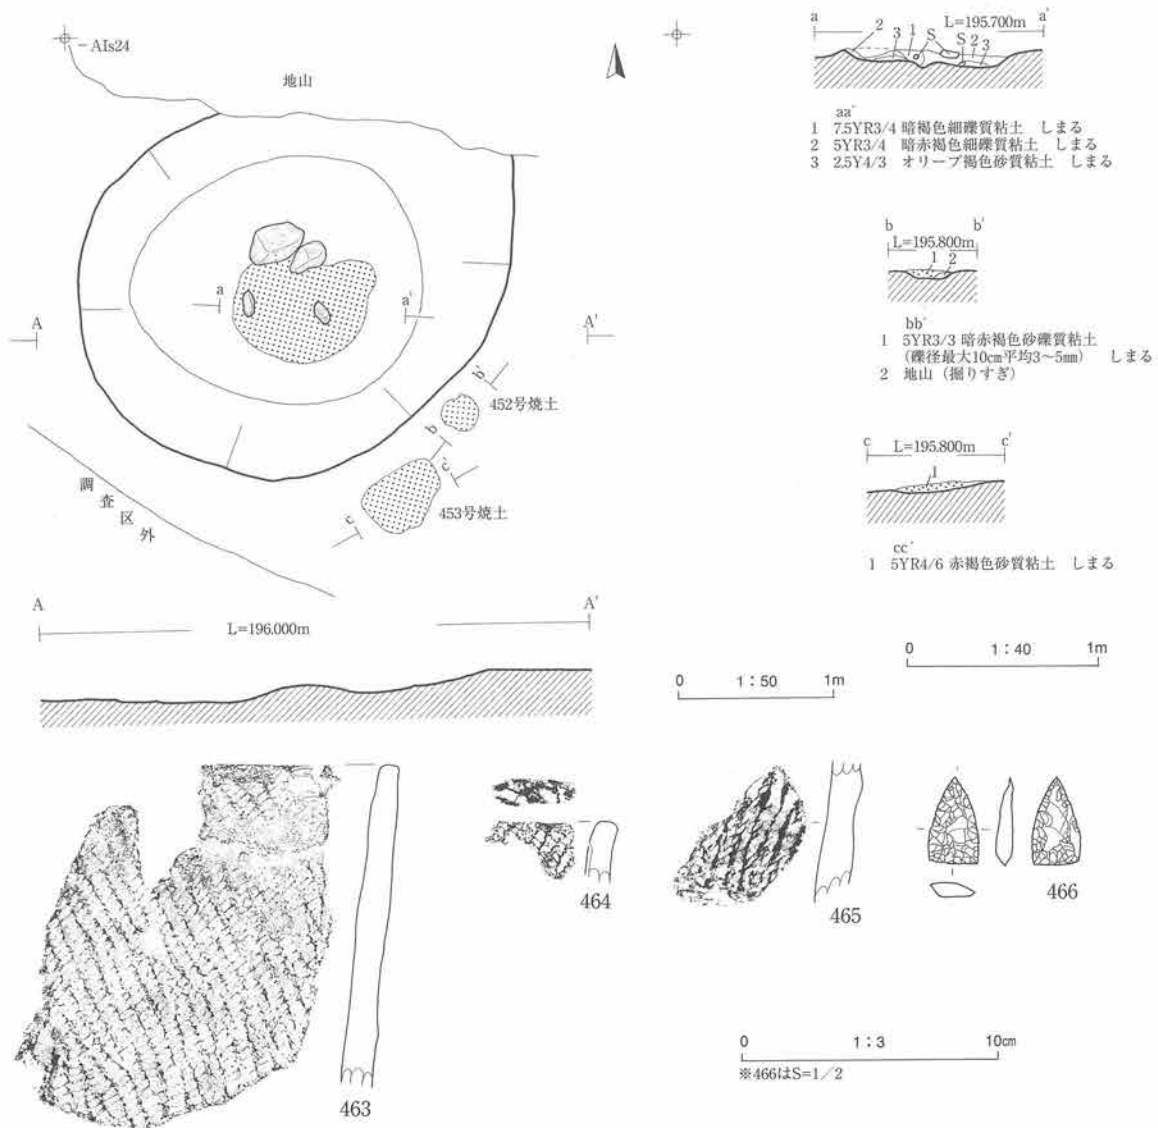 AIs24
地山
a
a'
A
A'
b'
452号焼土
b
c'
453号焼土
c
調査区外
A
A'
L=196.000m
a
a'
L=195.700m
2
3
1
S
S
2
3
aa'
1 7.5YR3/4 暗褐色細礫質粘土 しまる
2 5YR3/4 暗赤褐色細礫質粘土 しまる
3 2.5Y4/3 オリーブ褐色砂質粘土 しまる
b
b'
L=195.800m
1
2
bb'
1 5YR3/3 暗赤褐色砂礫質粘土
(礫径最大10㎝平均3~5㎜) しまる
2 地山(掘りすぎ)
c
c'
L=195.800m
1
cc'
1 5YR4/6 赤褐色砂質粘土 しまる
0 1:40 1m
0 1:50 1m
463
464
465
466
0 1:3 10㎝
※466はS=1/2